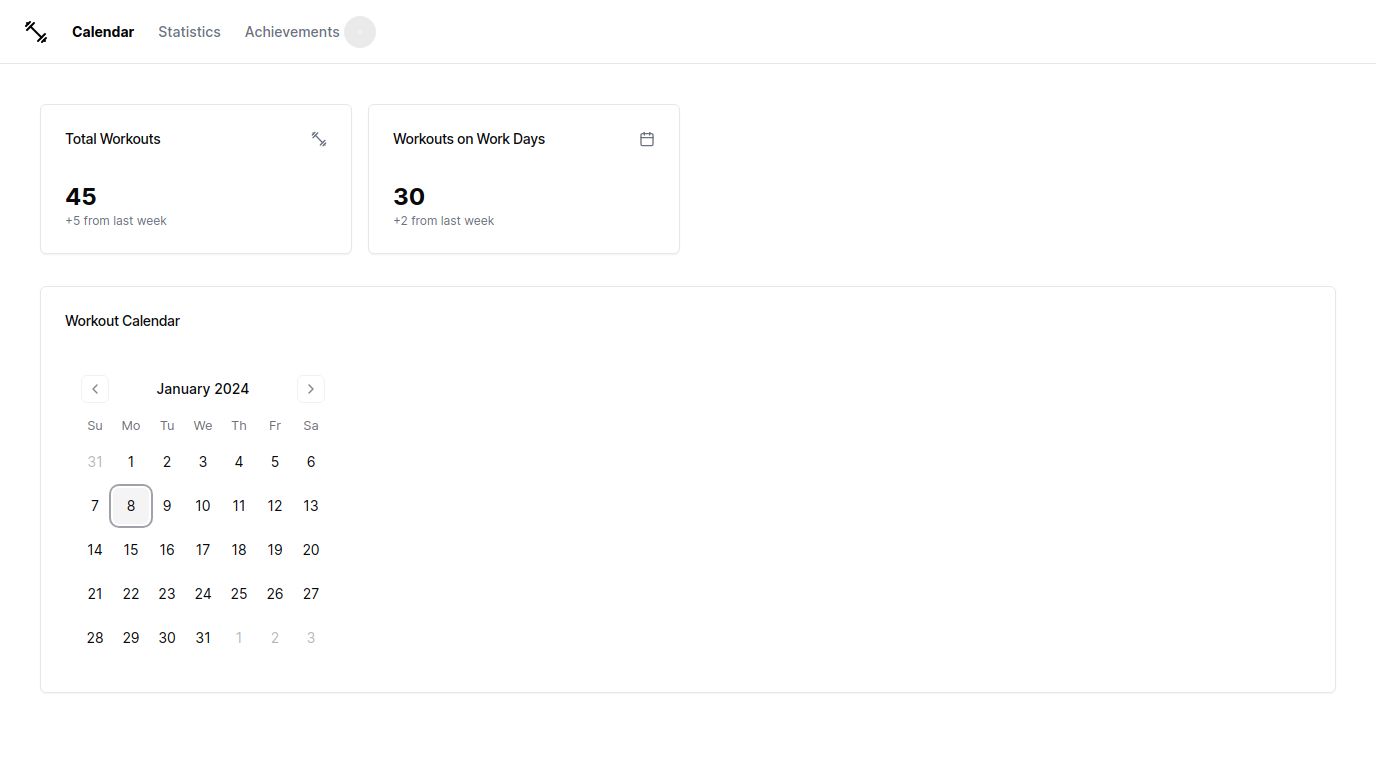 Calendar Statistics Achievements
Total Workouts
45
+5 from last week
Workouts on Work Days
30
+2 from last week
Workout Calendar
January 2024
Su Mo Tu We Th Fr Sa
31 1 2 3 4 5 6
7 8 9 10 11 12 13
14 15 16 17 18 19 20
21 22 23 24 25 26 27
28 29 30 31 1 2 3